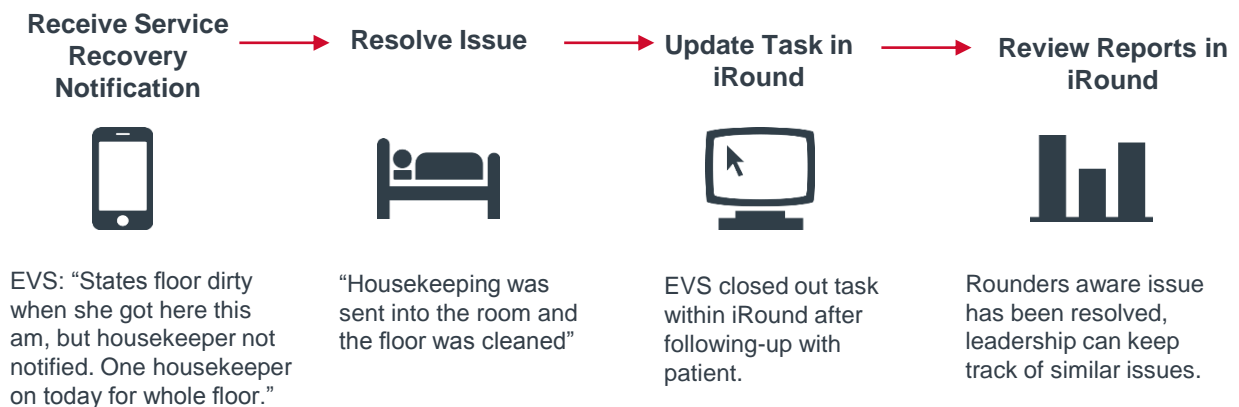 Receive Service
Recovery
Notification
Resolve Issue
Update Task in
iRound
Review Reports in
iRound
EVS: “States floor dirty
when she got here this
am, but housekeeper not
notified. One housekeeper
on today for whole floor.”
“Housekeeping was
sent into the room and
the floor was cleaned”
EVS closed out task
within iRound after
following-up with
patient.
Rounders aware issue
has been resolved,
leadership can keep
track of similar issues.